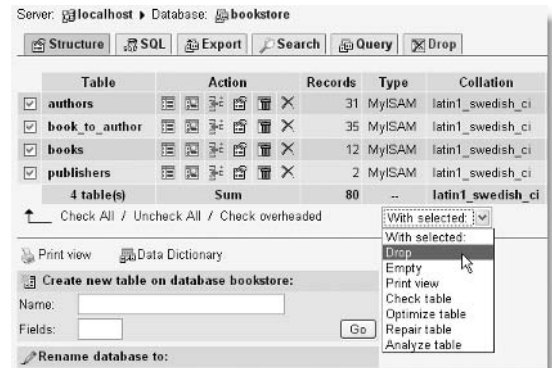 Server: localhost ▸ Database: bookstore
Structure SQL Export Search Query Drop
Table Action Records Type Collation
authors 31 MyISAM latin1_swedish_ci
book_to_author 35 MyISAM latin1_swedish_ci
books 12 MyISAM latin1_swedish_ci
publishers 2 MyISAM latin1_swedish_ci
4 table(s) Sum 80 -- latin1_swedish_ci
Check All / Uncheck All / Check overheaded
With selected:
With selected:
Drop
Empty
Print view
Check table
Optimize table
Repair table
Analyze table
Print view Data Dictionary
Create new table on database bookstore:
Name:
Fields:
Go
Rename database to: